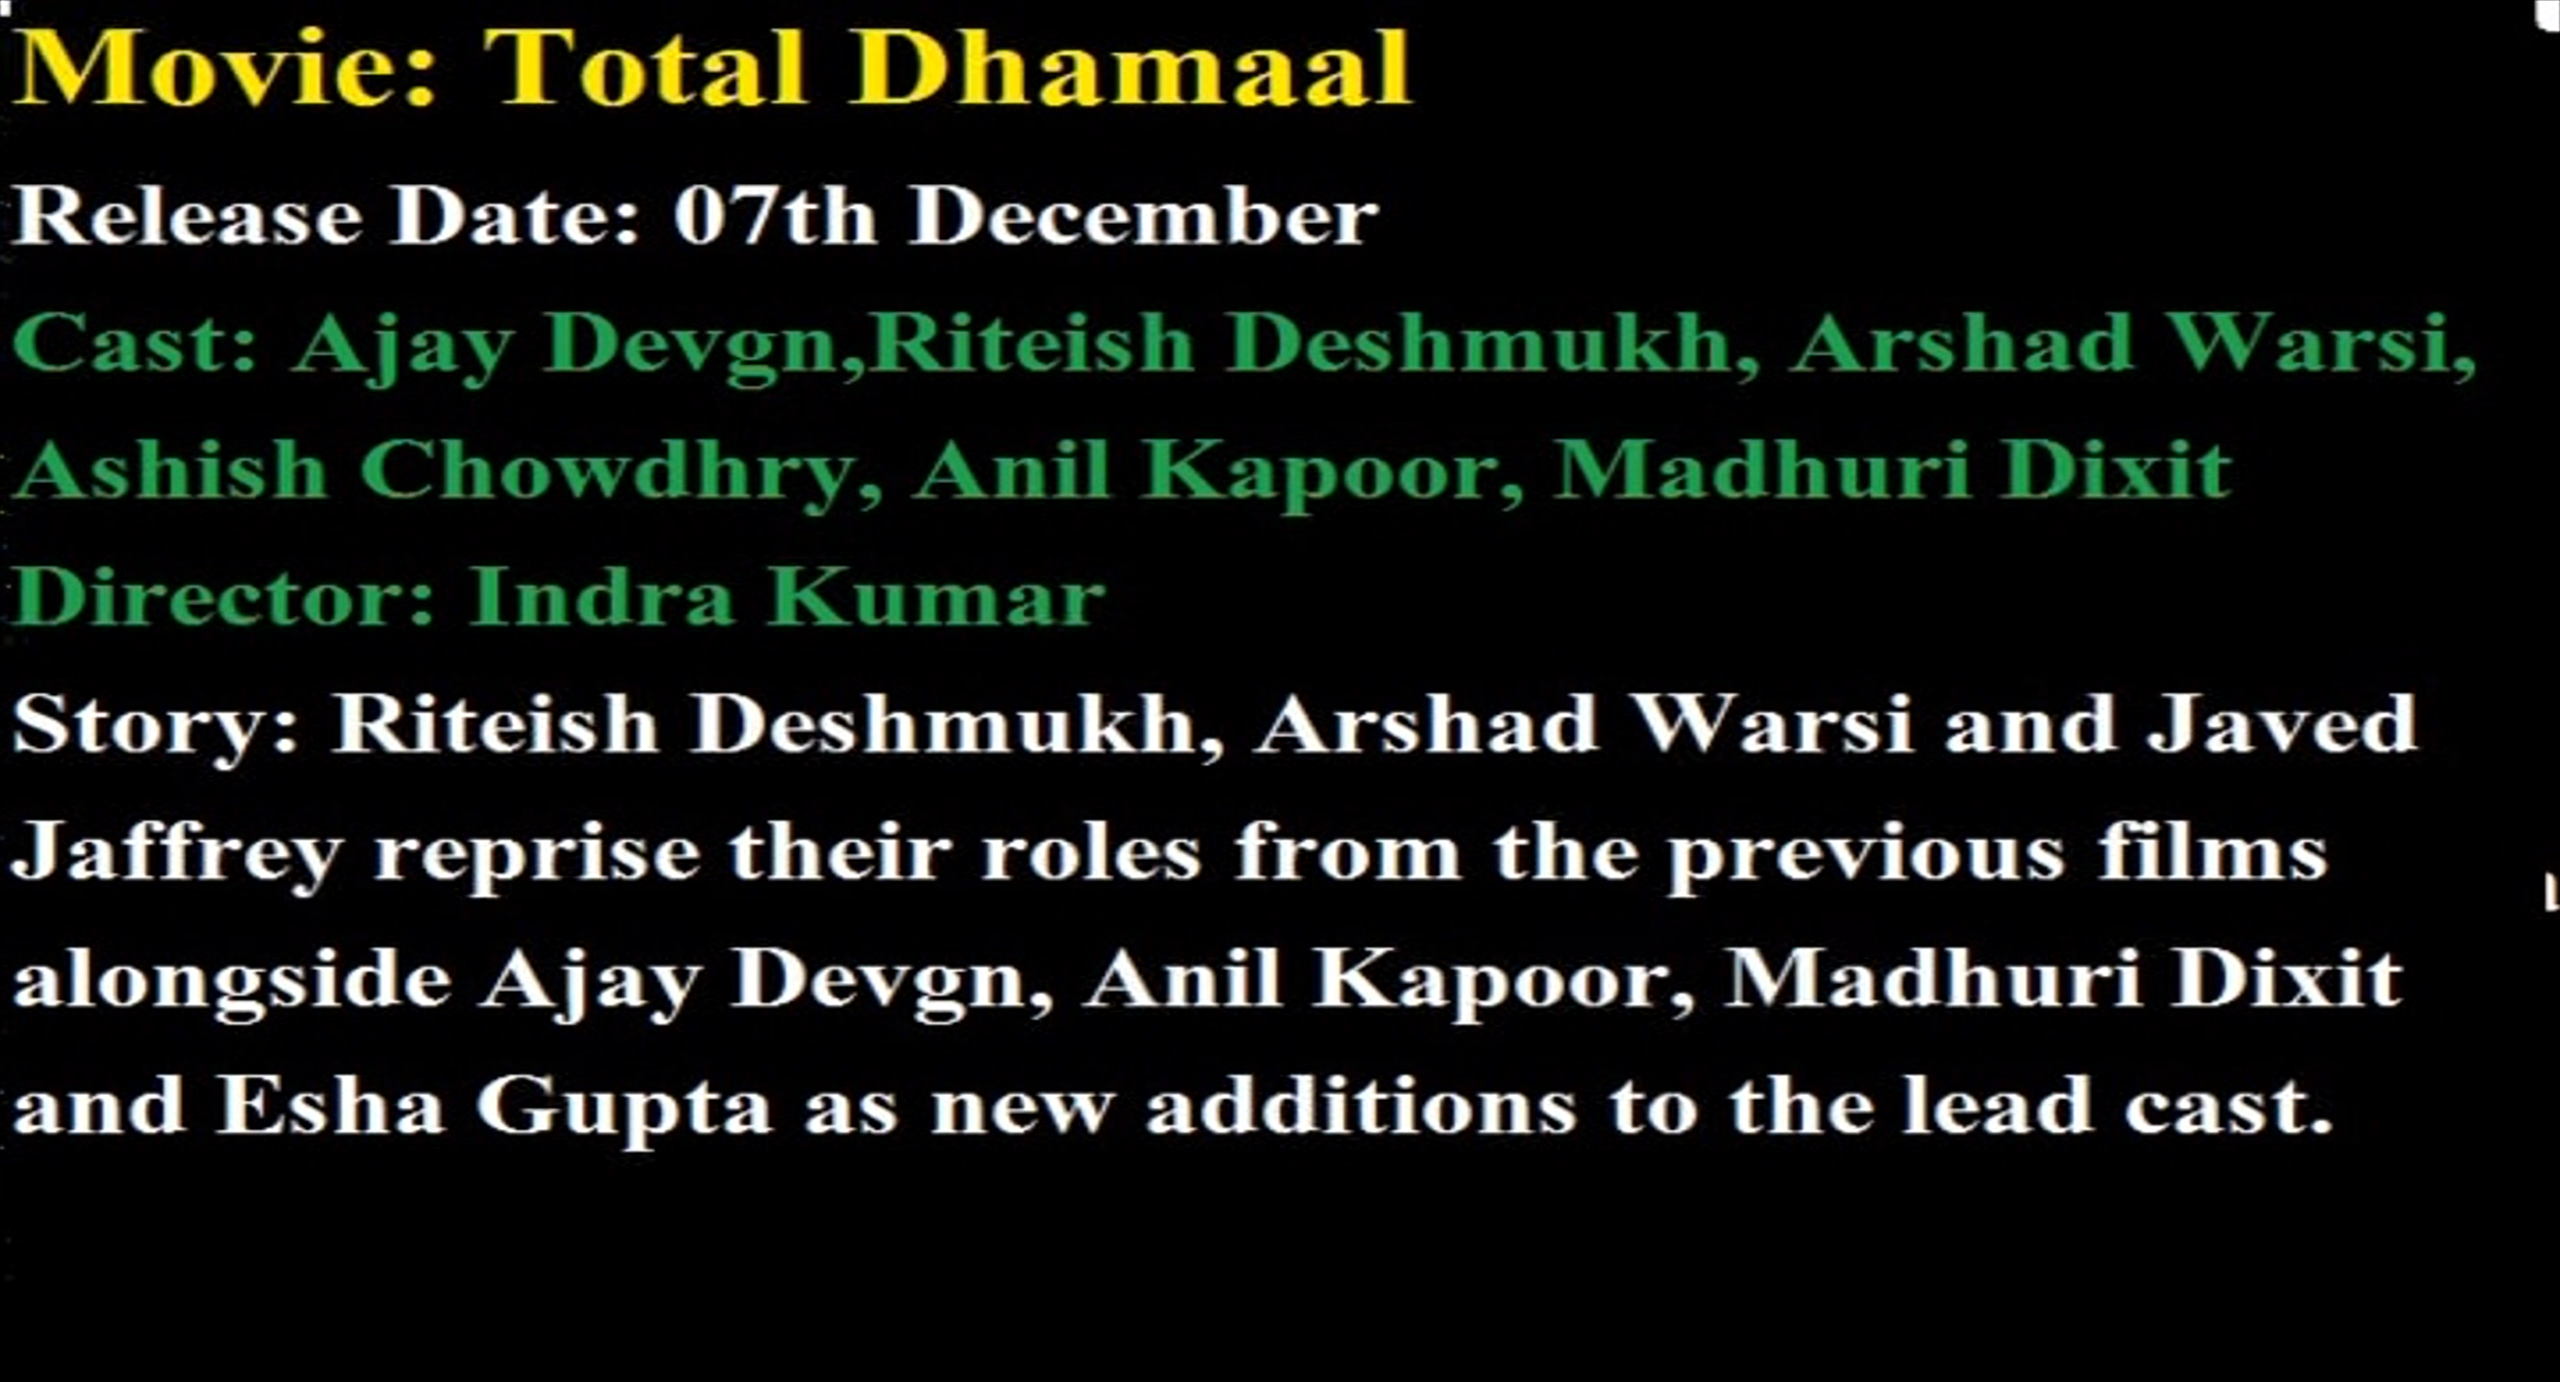 Movie: Total Dhamaal
Release Date: 07th December
Cast: Ajay Devgn,Riteish Deshmukh, Arshad Warsi,
Ashish Chowdhry, Anil Kapoor, Madhuri Dixit
Director: Indra Kumar
Story: Riteish Deshmukh, Arshad Warsi and Javed
Jaffrey reprise their roles from the previous films
alongside Ajay Devgn, Anil Kapoor, Madhuri Dixit
and Esha Gupta as new additions to the lead cast.